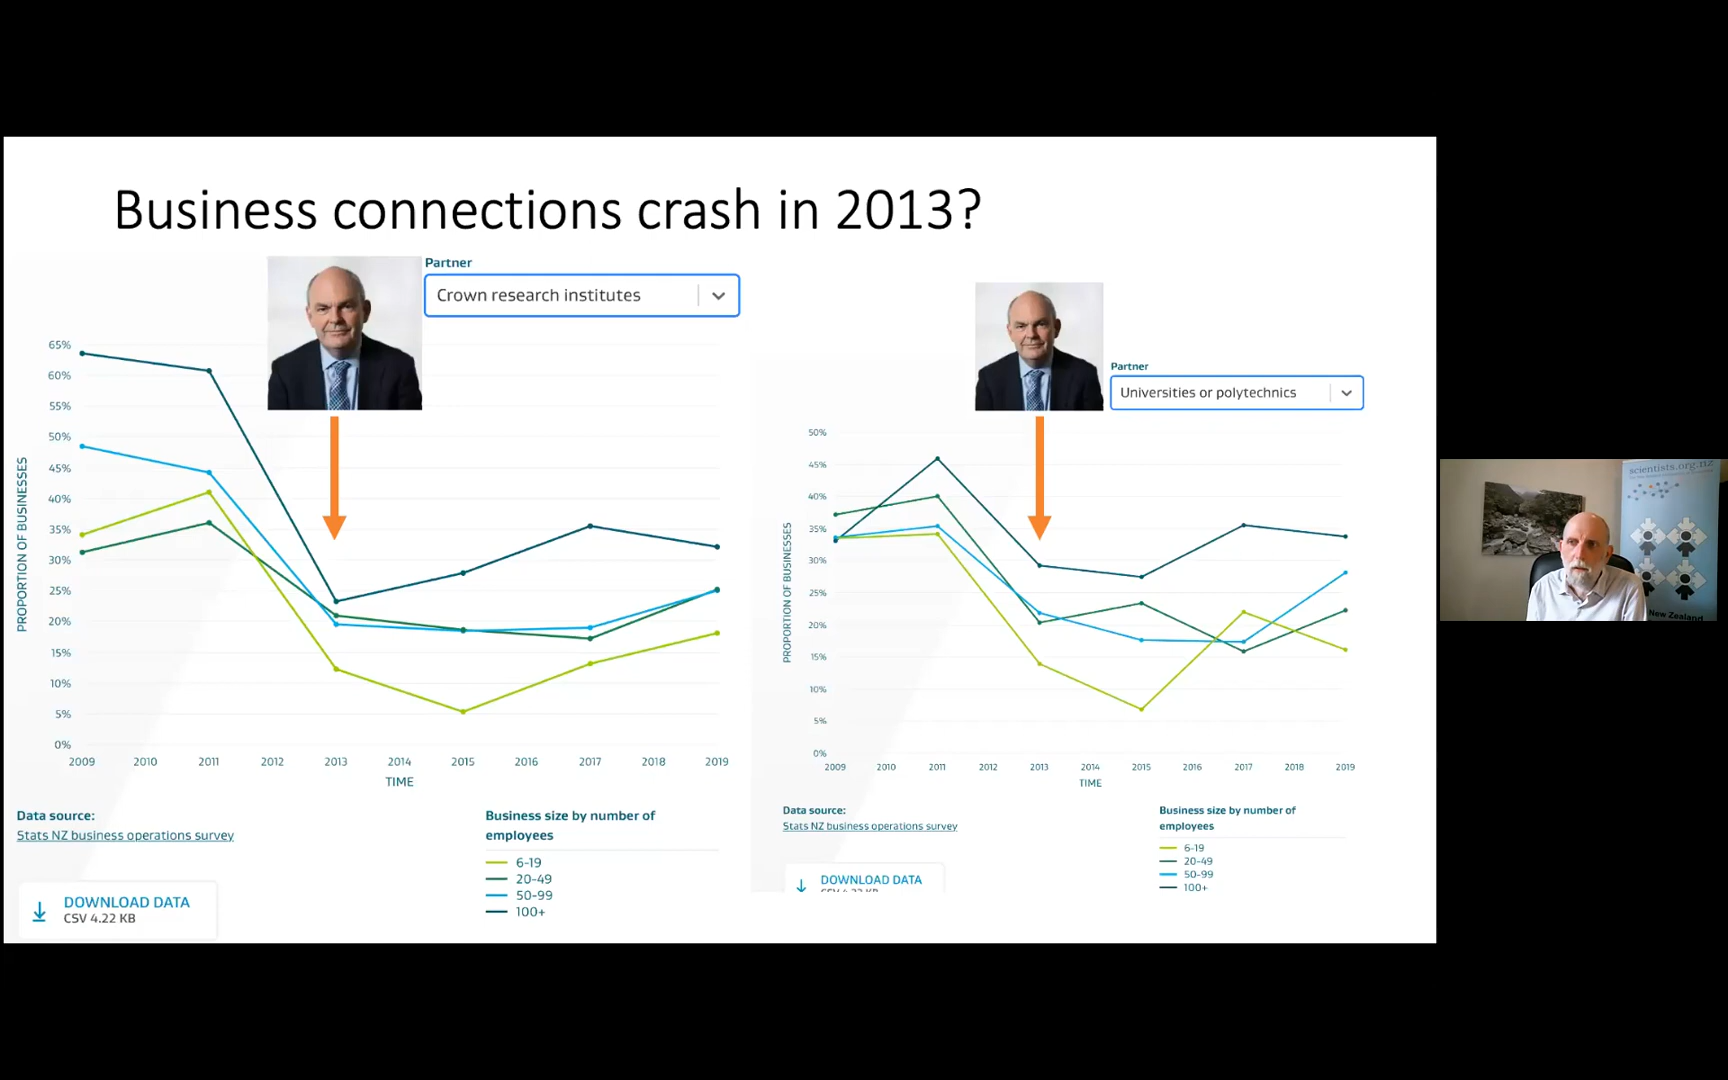 Business connections crash in 2013?
Partner
Crown research institutes
65%
60%
55%
50%
45%
40%
35%
30%
25%
20%
15%
10%
5%
0%
PROPORTION OF BUSINESSES
2009 2010 2011 2012 2013 2014 2015 2016 2017 2018 2019
TIME
Data source:
Stats NZ business operations survey
Business size by number of
employees
6-19
20-49
50-99
100+
DOWNLOAD DATA
CSV 4.22 KB
Partner
Universities or polytechnics
50%
45%
40%
35%
30%
25%
20%
15%
10%
5%
0%
PROPORTION OF BUSINESSES
2009 2010 2011 2012 2013 2014 2015 2016 2017 2018 2019
TIME
Data source:
Stats NZ business operations survey
Business size by number of
employees
6-19
20-49
50-99
100+
DOWNLOAD DATA
CSV 4.22 KB
scientists.org.nz
New Zealand